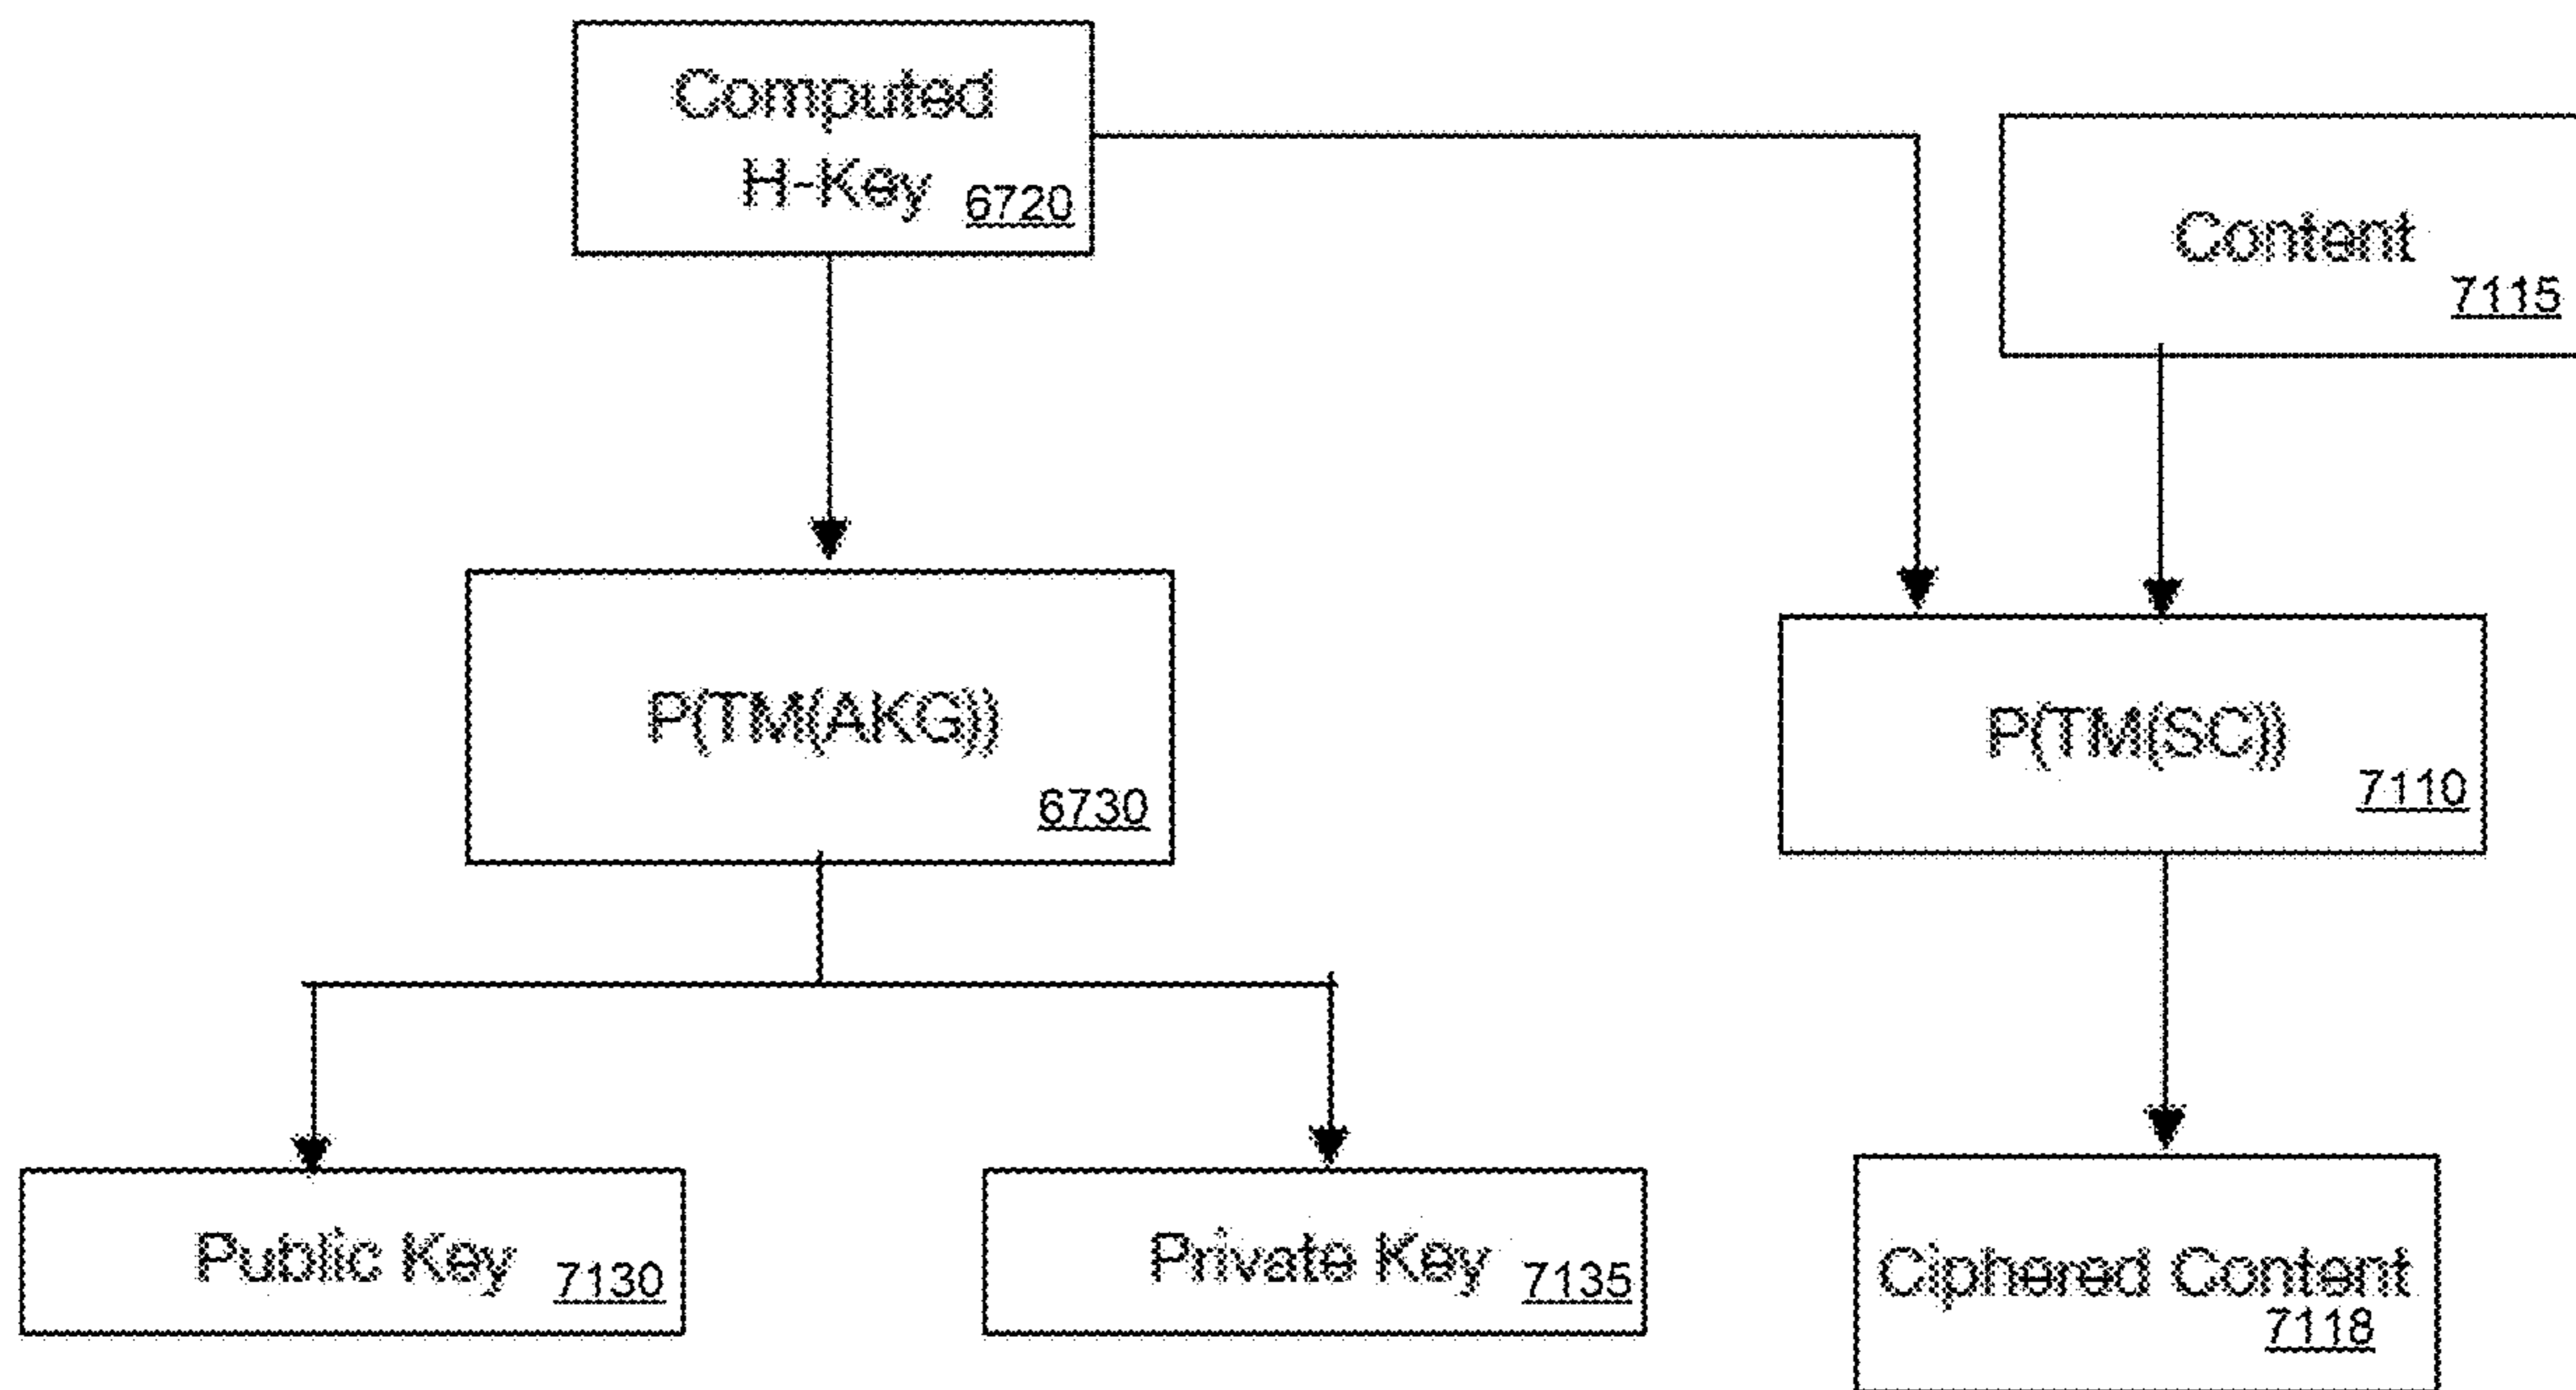 Computed
H-Key 6720
Content
7115
P(TM(AKG))
6730
P(TM(SC))
7110
Public Key 7130
Private Key 7135
Ciphered Content
7118